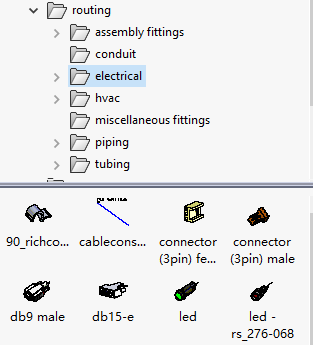 routing
assembly fittings
conduit
electrical
hvac
miscellaneous fittings
piping
tubing
90_richco...
cablecons...
connector
(3pin) fe...
connector
(3pin) male
db9 male
db15-e
led
led -
rs_276-068